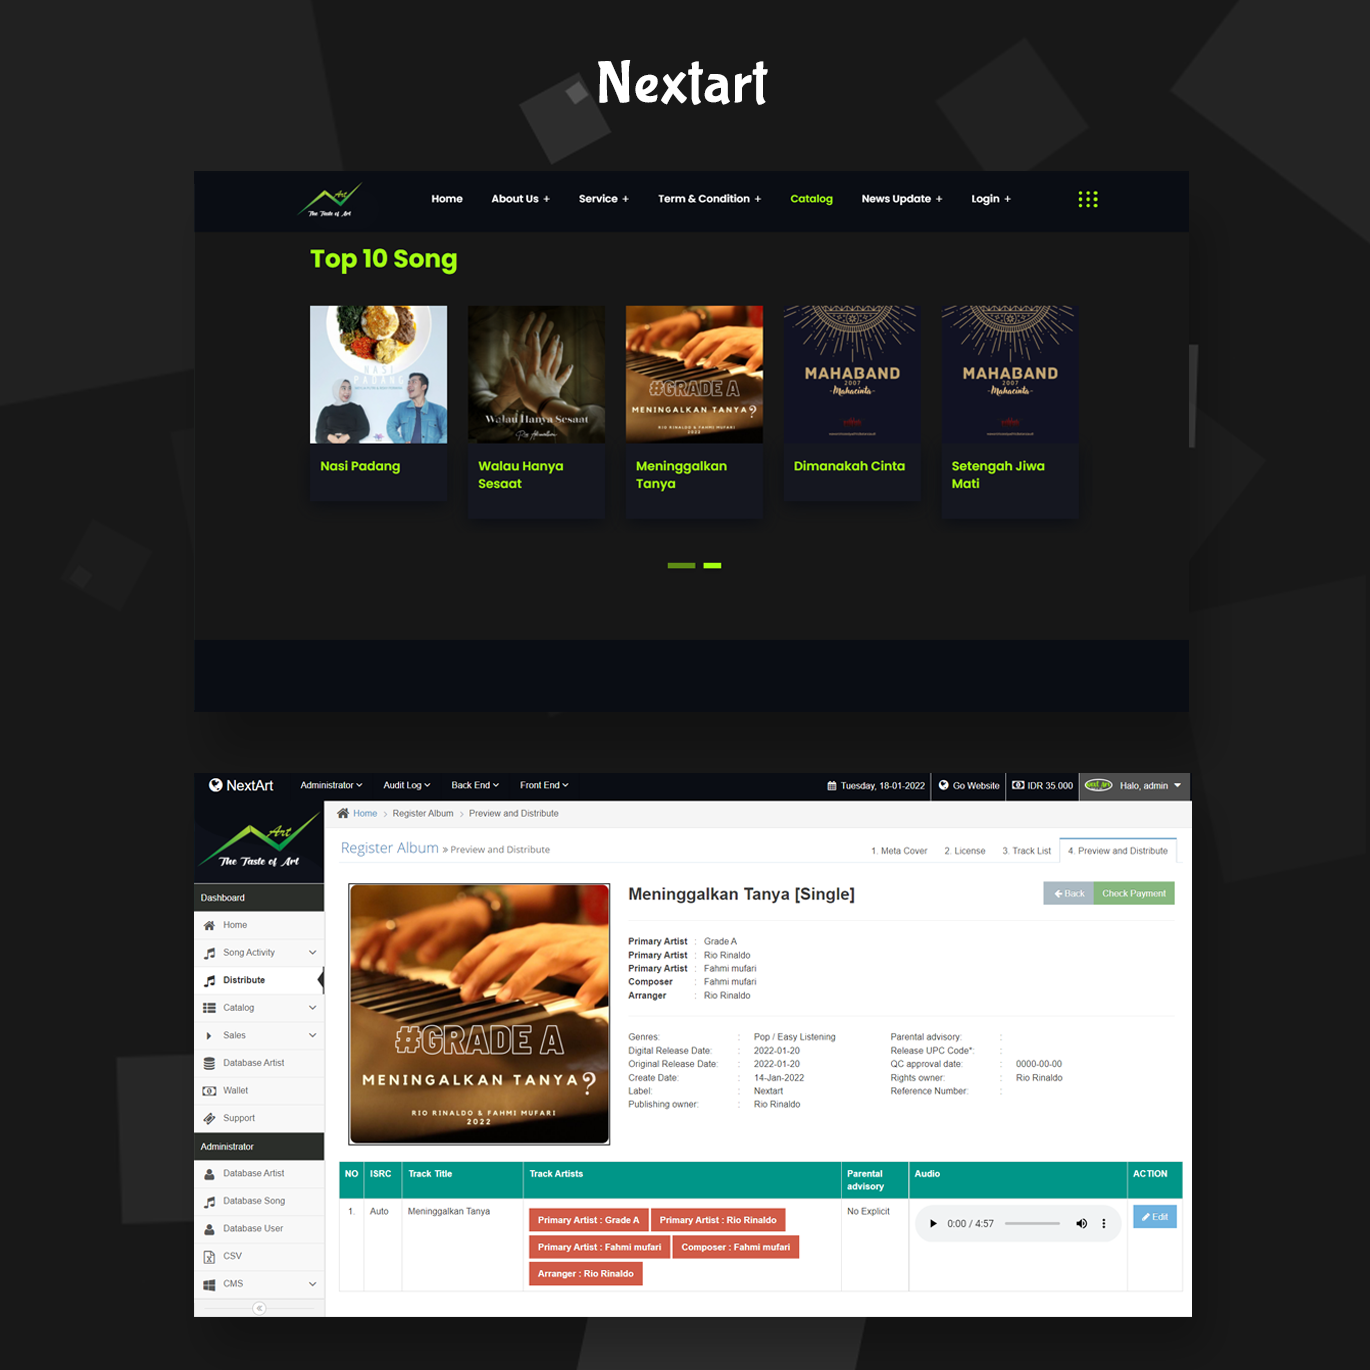 Nextart
Art
The Taste of Art
Home About Us + Service + Term & Condition + Catalog News Update + Login +
Top 10 Song
NASI
PADANG
Walau Hanya Sesaat
#GRADE A
MENINGALKAN TANYA?
RIO RINALDO & FAHMI MUFARI
2022
MAHABAND
2007
-Mahacinta-
MAHABAND
2007
-Mahacinta-
Nasi Padang
Walau Hanya
Sesaat
Meninggalkan
Tanya
Dimanakah Cinta
Setengah Jiwa
Mati
NextArt Administrator Audit Log Back End Front End Tuesday, 18-01-2022 Go Website IDR 35.000 Halo, admin
Art
The Taste of Art
Dashboard
Home
Song Activity
Distribute
Catalog
Sales
Database Artist
Wallet
Support
Administrator
Database Artist
Database Song
Database User
CSV
CMS
Home > Register Album > Preview and Distribute
Register Album » Preview and Distribute
1. Meta Cover 2. License 3. Track List 4. Preview and Distribute
#GRADE A
MENINGALKAN TANYA?
RIO RINALDO & FAHMI MUFARI
2022
Meninggalkan Tanya [Single]
Back Check Payment
Primary Artist : Grade A
Primary Artist : Rio Rinaldo
Primary Artist : Fahmi mufari
Composer : Fahmi mufari
Arranger : Rio Rinaldo
Genres: : Pop / Easy Listening
Digital Release Date: : 2022-01-20
Original Release Date: : 2022-01-20
Create Date: : 14-Jan-2022
Label: : Nextart
Publishing owner: : Rio Rinaldo
Parental advisory: :
Release UPC Code*: :
QC approval date: : 0000-00-00
Rights owner: : Rio Rinaldo
Reference Number: :
NO ISRC Track Title Track Artists Parental advisory Audio ACTION
1. Auto Meninggalkan Tanya
Primary Artist : Grade A Primary Artist : Rio Rinaldo
Primary Artist : Fahmi mufari Composer : Fahmi mufari
Arranger : Rio Rinaldo
No Explicit
0:00 / 4:57
Edit